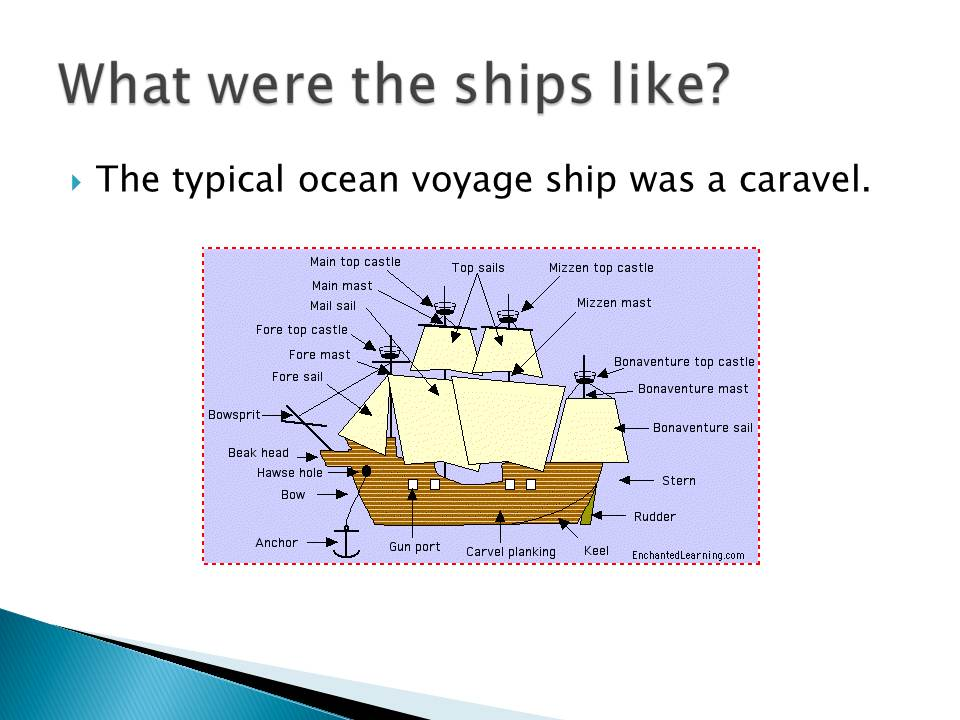 What were the ships like?
The typical ocean voyage ship was a caravel.
Main top castle
Top sails
Mizzen top castle
Main mast
Mail sail
Mizzen mast
Fore top castle
Fore mast
Bonaventure top castle
Fore sail
Bonaventure mast
Bowsprit
Bonaventure sail
Beak head
Hawse hole
Stern
Bow
Rudder
Anchor
Gun port
Carvel planking
Keel
EnchantedLearning.com